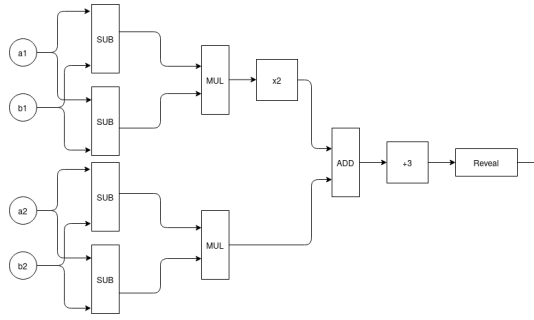 a1
SUB
b1
SUB
MUL
x2
ADD
+3
Reveal
a2
SUB
b2
SUB
MUL